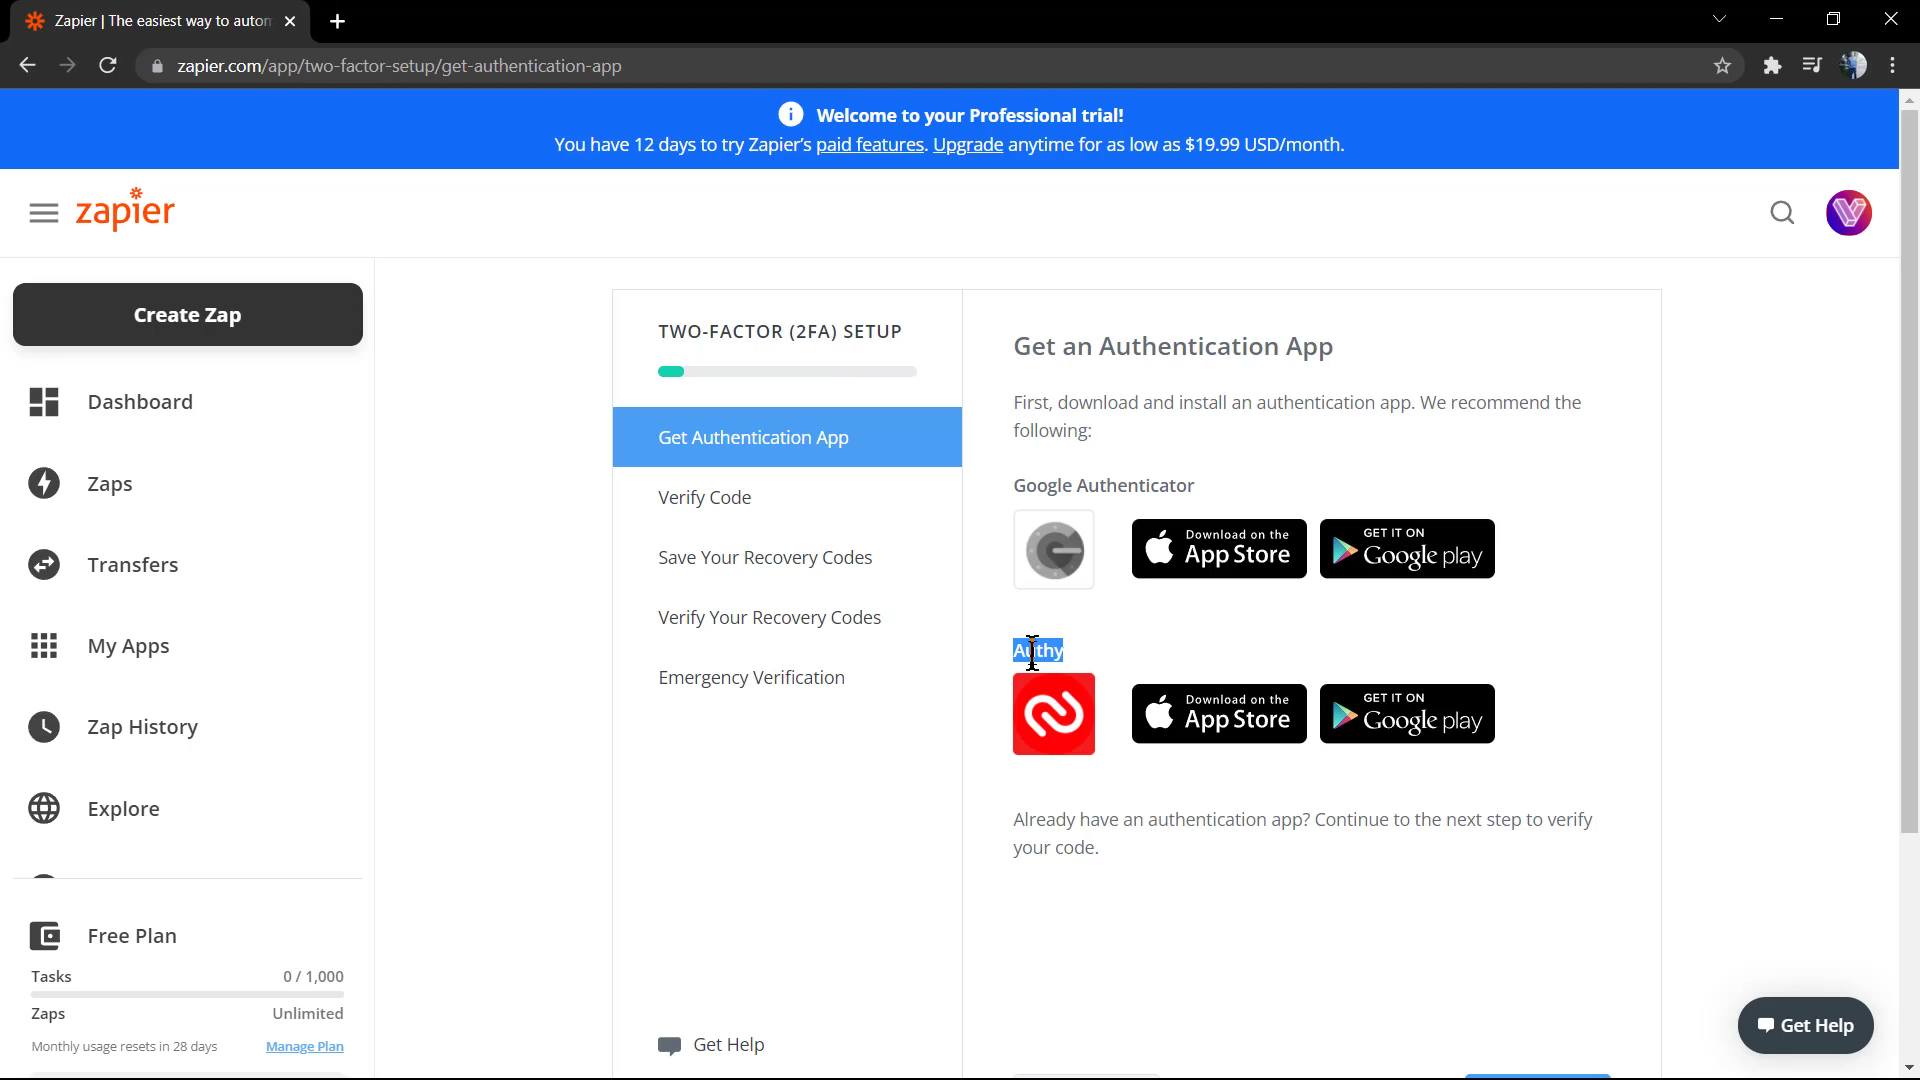 Zapier | The easiest way to autom
zapier.com/app/two-factor-setup/get-authentication-app
Welcome to your Professional trial!
You have 12 days to try Zapier's paid features. Upgrade anytime for as low as $19.99 USD/month.
zapier
Create Zap
Dashboard
Zaps
Transfers
My Apps
Zap History
Explore
Free Plan
Tasks 0 / 1,000
Zaps Unlimited
Monthly usage resets in 28 days Manage Plan
TWO-FACTOR (2FA) SETUP
Get Authentication App
Verify Code
Save Your Recovery Codes
Verify Your Recovery Codes
Emergency Verification
Get Help
Get an Authentication App
First, download and install an authentication app. We recommend the
following:
Google Authenticator
Download on the
App Store
GET IT ON
Google play
Authy
Download on the
App Store
GET IT ON
Google play
Already have an authentication app? Continue to the next step to verify
your code.
Get Help